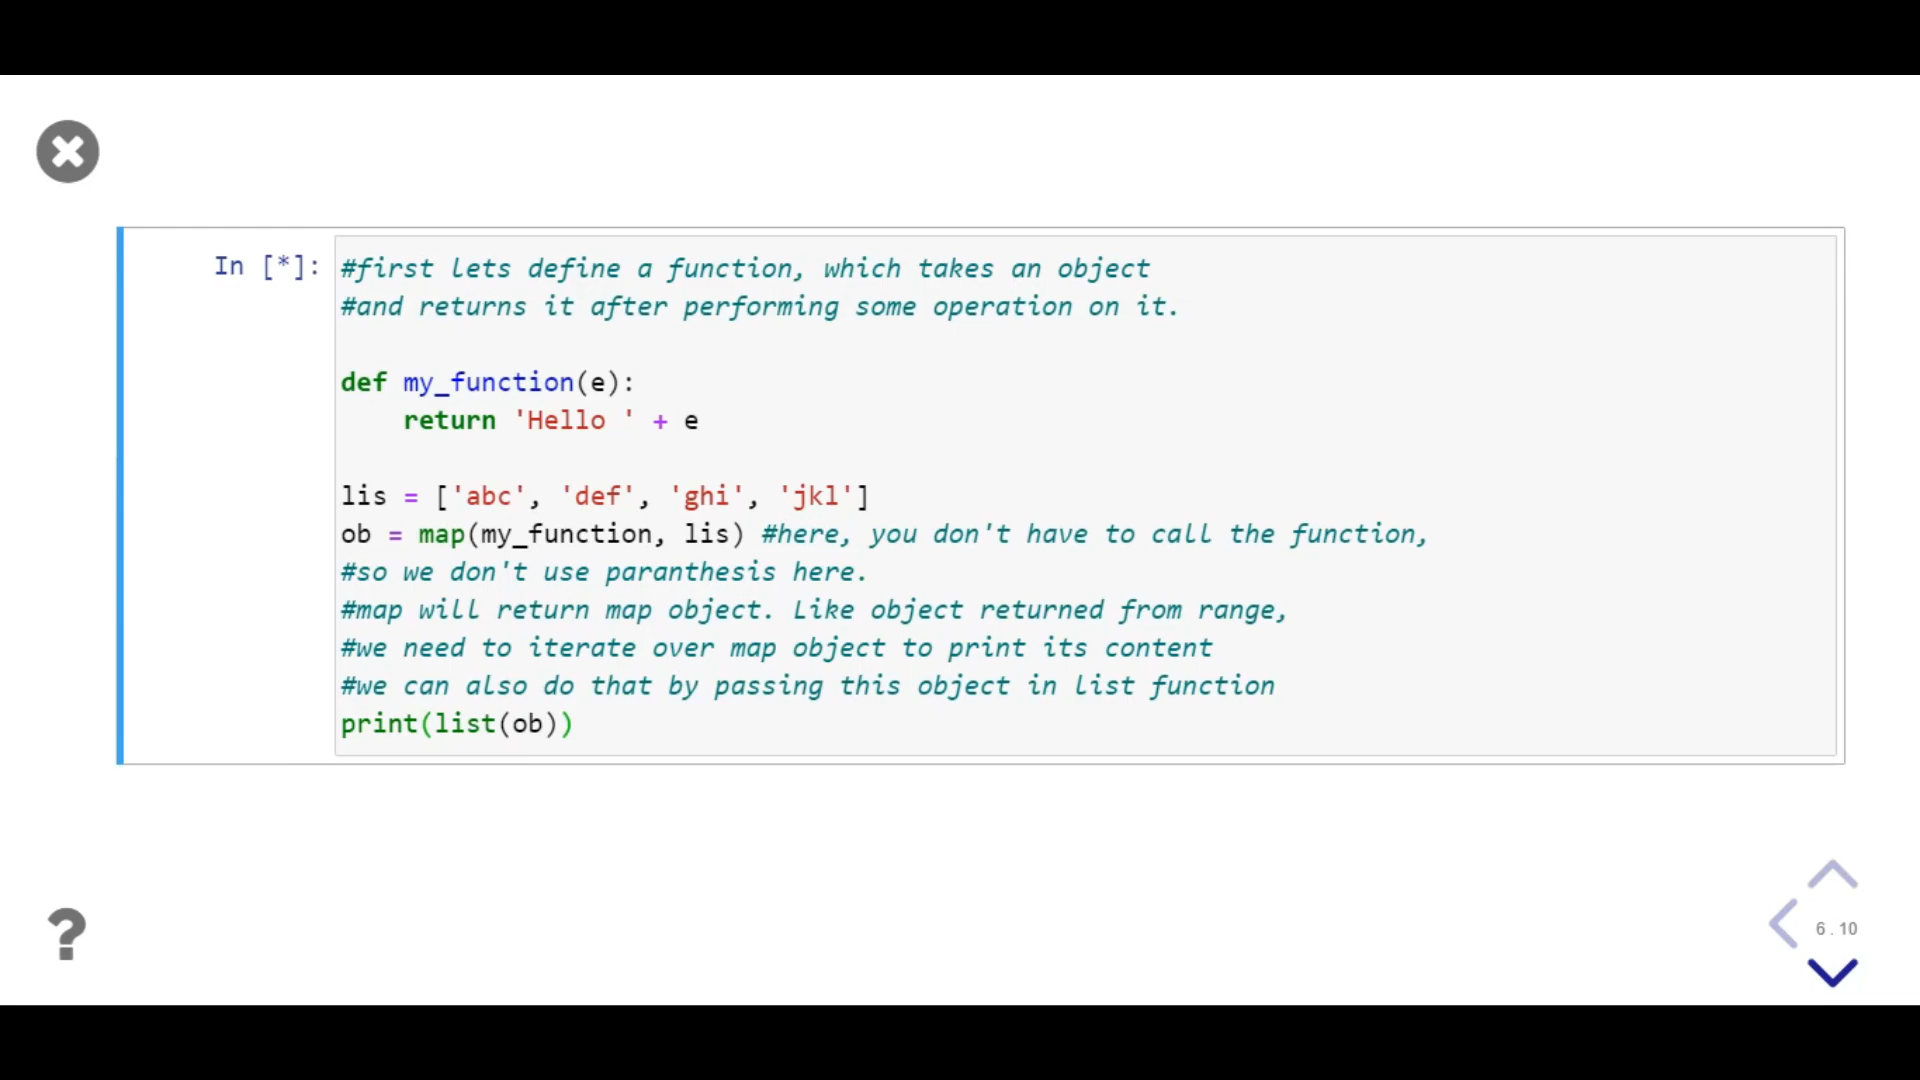 In [*]:
#first lets define a function, which takes an object
#and returns it after performing some operation on it.
def my_function(e):
    return 'Hello ' + e
lis = ['abc', 'def', 'ghi', 'jkl']
ob = map(my_function, lis) #here, you don't have to call the function,
#so we don't use paranthesis here.
#map will return map object. Like object returned from range,
#we need to iterate over map object to print its content
#we can also do that by passing this object in list function
print(list(ob))
?
6.10